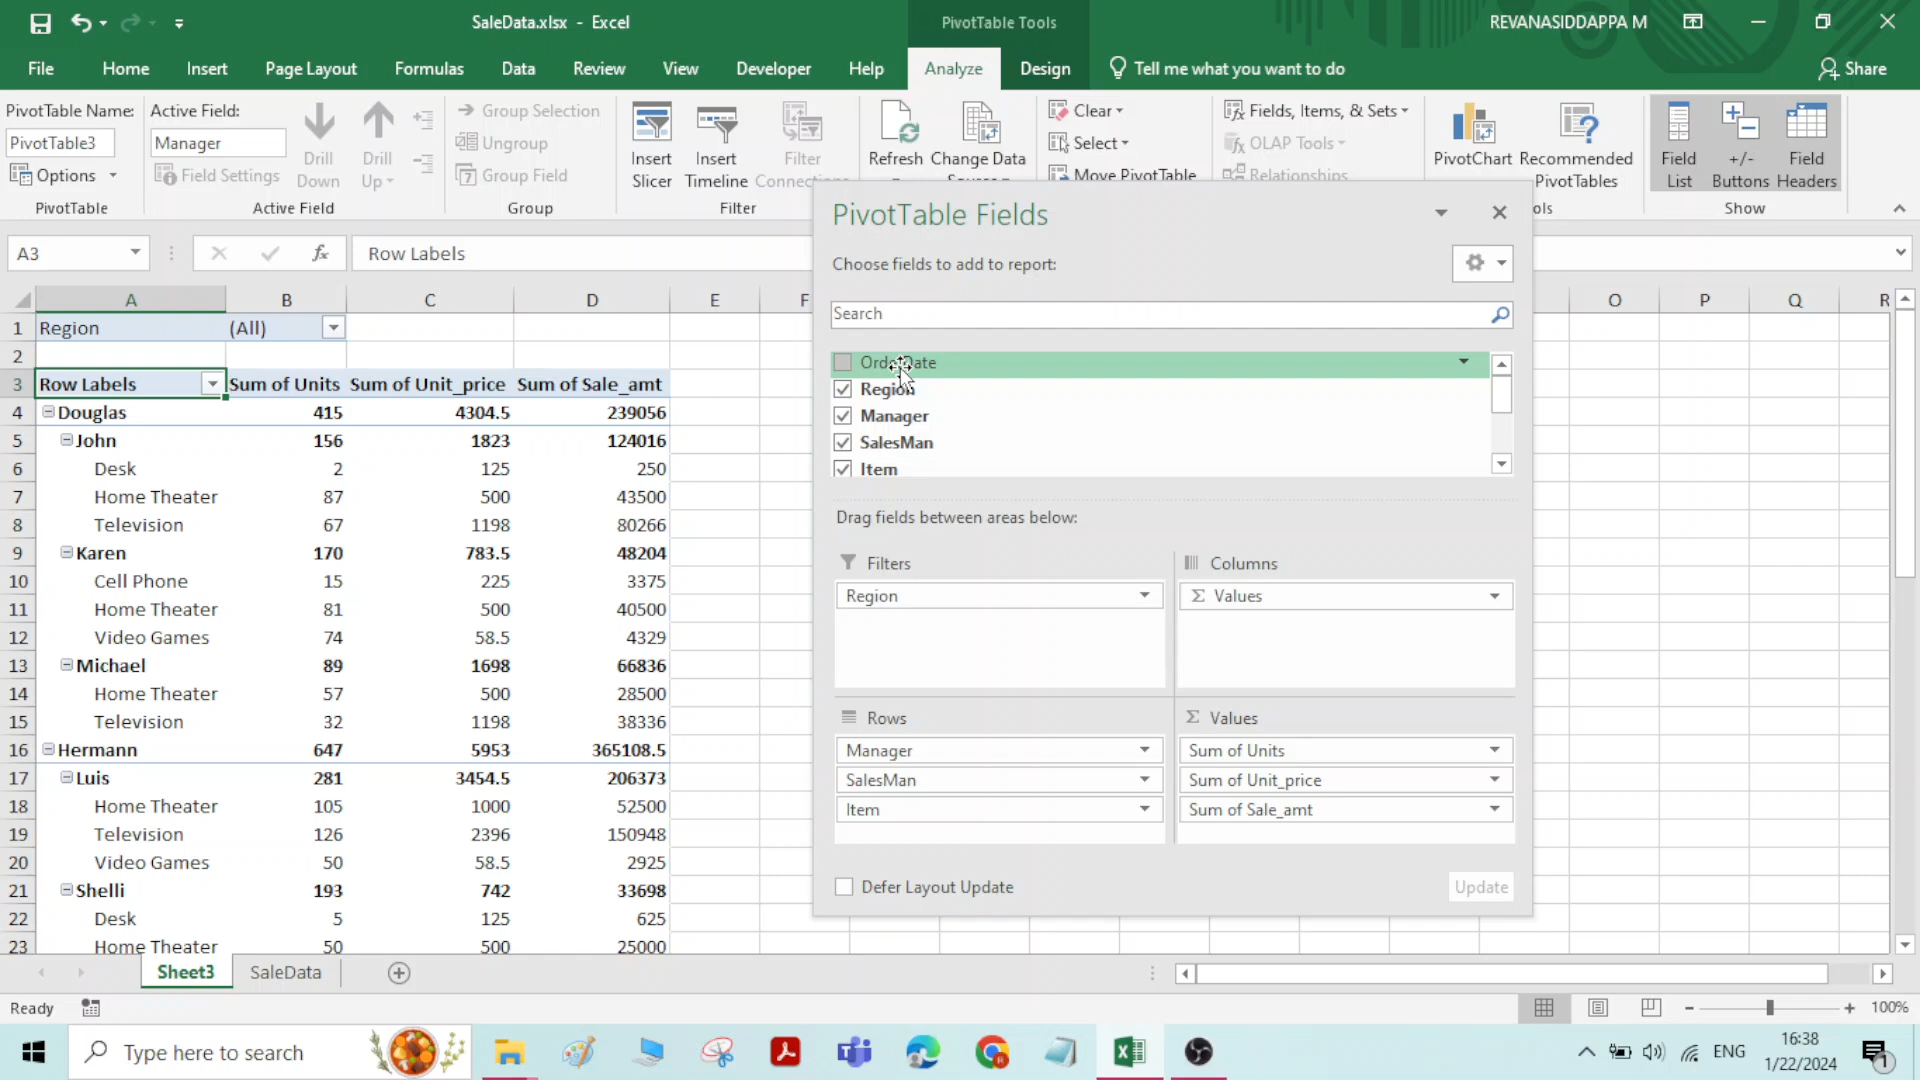 SaleData.xlsx - Excel
PivotTable Tools
REVANASIDDAPPA M
File Home Insert Page Layout Formulas Data Review View Developer Help Analyze Design Tell me what you want to do Share
PivotTable Name:
PivotTable3
Options
PivotTable
Active Field:
Manager
Field Settings
Drill Down
Drill Up
Active Field
Group Selection
Ungroup
Group Field
Group
Insert Slicer
Insert Timeline
Filter
Filter
Refresh
Change Data
Clear
Select
Move PivotTable
Fields, Items, & Sets
OLAP Tools
Relationships
PivotChart
Recommended PivotTables
Field List
+/- Buttons
Field Headers
Show
A3
fx
Row Labels
A B C D E F O P Q R
1 Region (All)
2
3 Row Labels Sum of Units Sum of Unit_price Sum of Sale_amt
4 Douglas 415 4304.5 239056
5 John 156 1823 124016
6 Desk 2 125 250
7 Home Theater 87 500 43500
8 Television 67 1198 80266
9 Karen 170 783.5 48204
10 Cell Phone 15 225 3375
11 Home Theater 81 500 40500
12 Video Games 74 58.5 4329
13 Michael 89 1698 66836
14 Home Theater 57 500 28500
15 Television 32 1198 38336
16 Hermann 647 5953 365108.5
17 Luis 281 3454.5 206373
18 Home Theater 105 1000 52500
19 Television 126 2396 150948
20 Video Games 50 58.5 2925
21 Shelli 193 742 33698
22 Desk 5 125 625
23 Home Theater 50 500 25000
PivotTable Fields
Choose fields to add to report:
Search
OrderDate
Region
Manager
SalesMan
Item
Drag fields between areas below:
Filters
Region
Columns
Σ Values
Rows
Manager
SalesMan
Item
Σ Values
Sum of Units
Sum of Unit_price
Sum of Sale_amt
Defer Layout Update
Update
Sheet3 SaleData
Ready
100%
Type here to search
ENG
16:38
1/22/2024
1